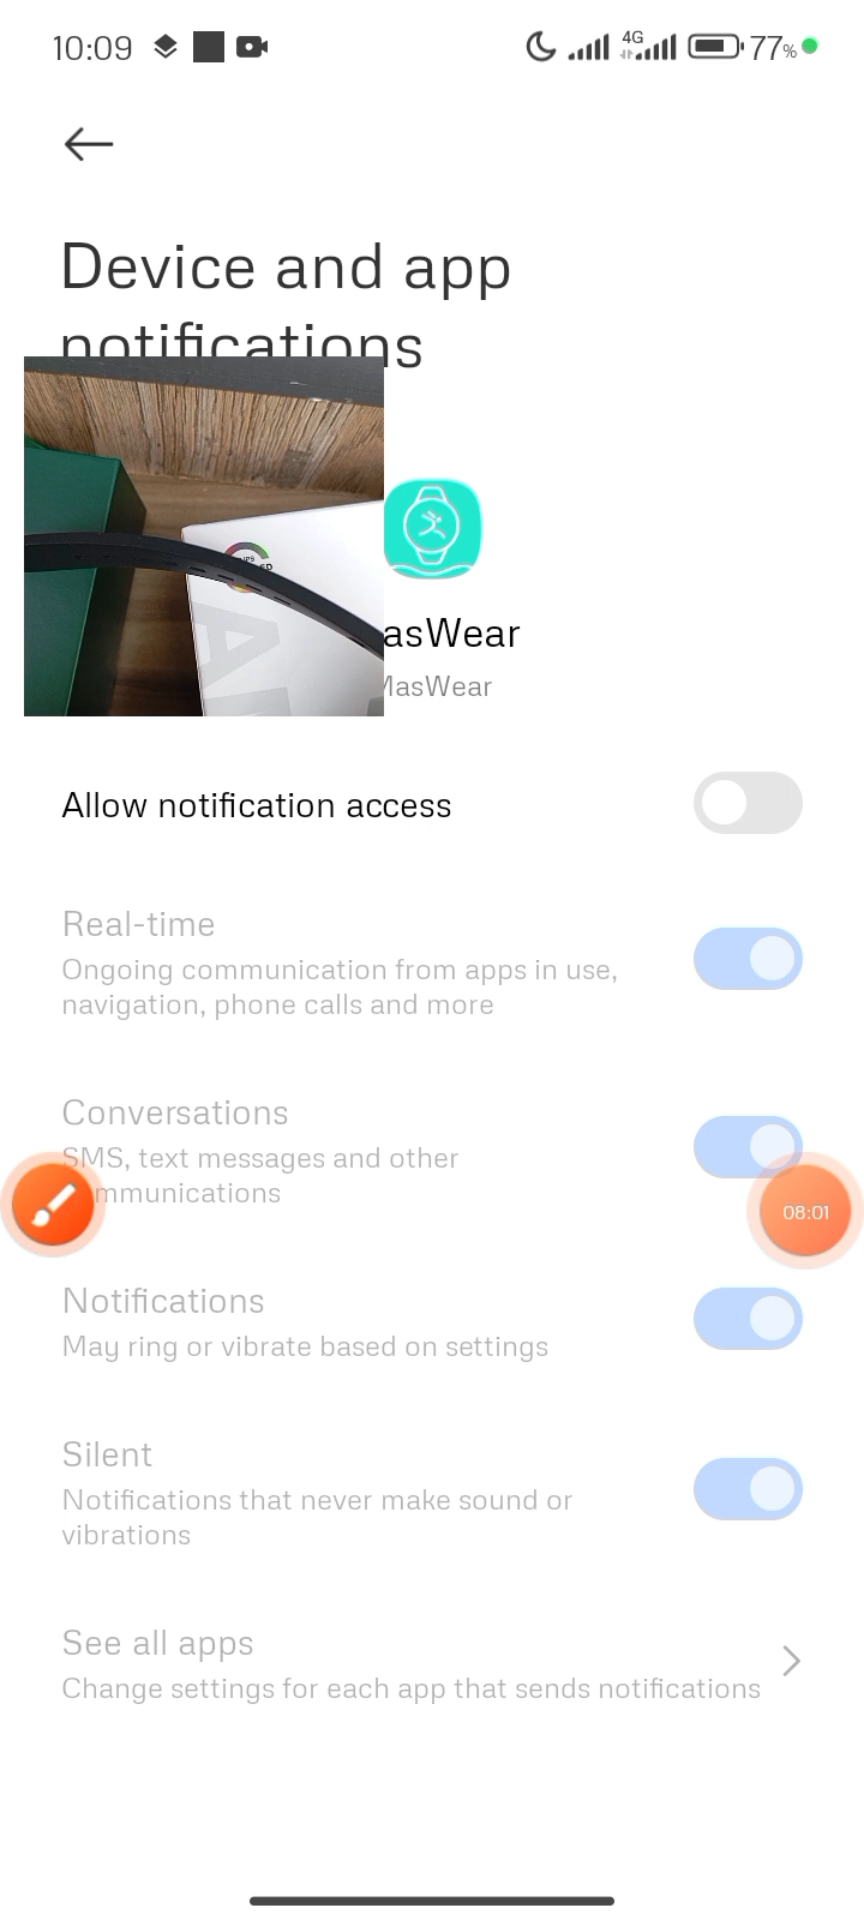 10:09 4G 77%
Device and app
notifications
asWear
MasWear
Allow notification access
Real-time
Ongoing communication from apps in use,
navigation, phone calls and more
Conversations
SMS, text messages and other
mmunications
08:01
Notifications
May ring or vibrate based on settings
Silent
Notifications that never make sound or
vibrations
See all apps
Change settings for each app that sends notifications